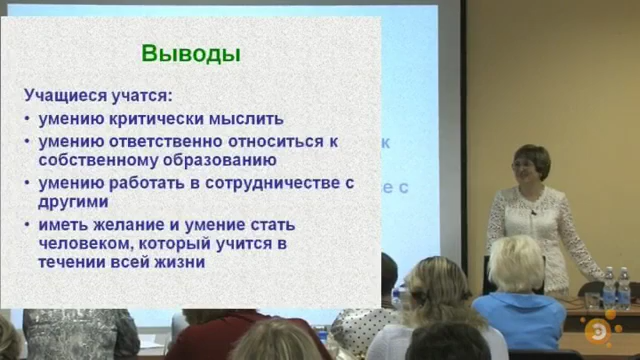 Выводы
Учащиеся учатся:
• умению критически мыслить
• умению ответственно относиться к
собственному образованию
• умению работать в сотрудничестве с
другими
• иметь желание и умение стать
человеком, который учится в
течении всей жизни
к
е с